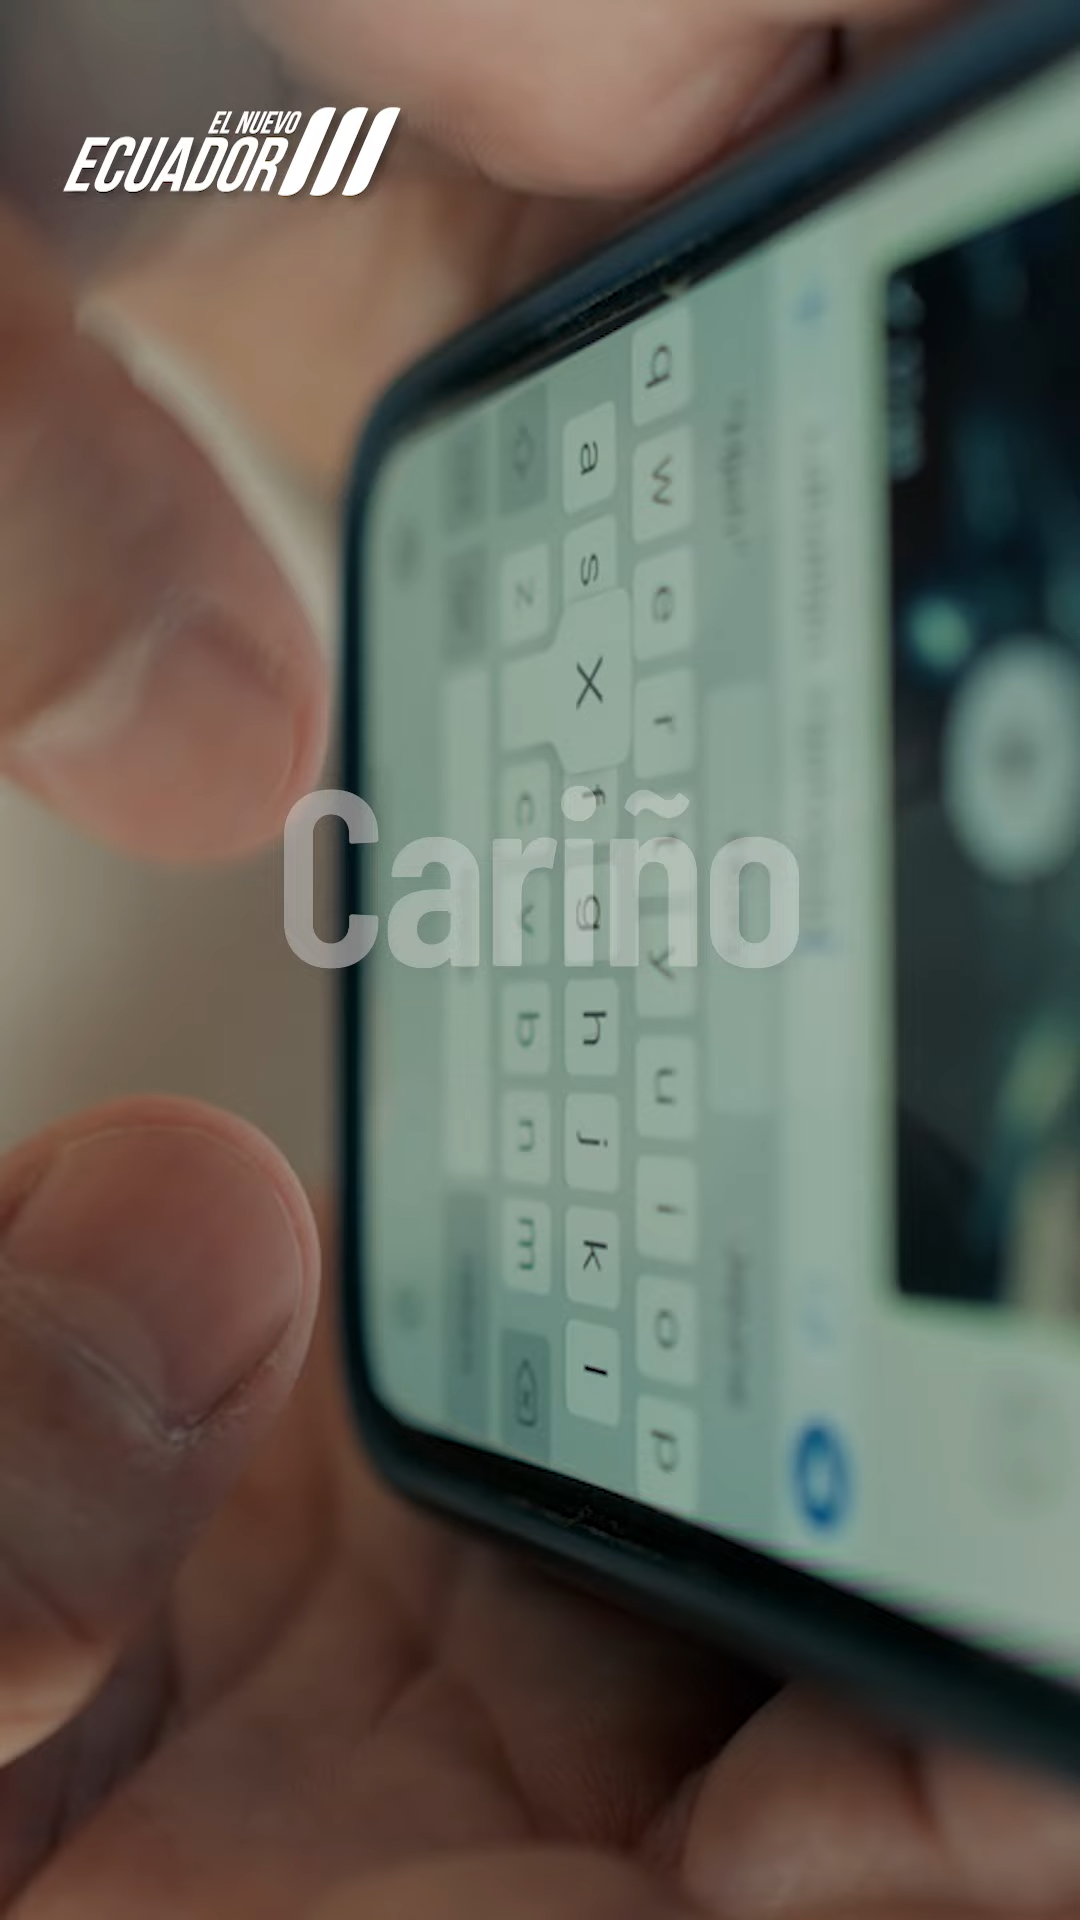 EL NUEVO
ECUADOR
Cariño
q w e r y u i o p
a s f g h j k l
z X c v b n m